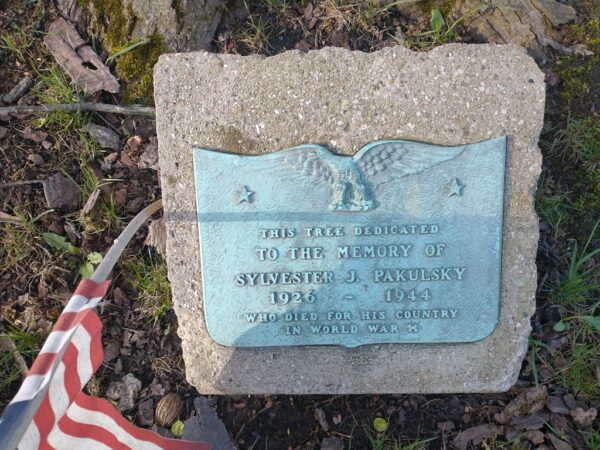 THIS TREE DEDICATED
TO THE MEMORY OF
SYLVESTER J. PAKULSKY
1926 - 1944
WHO DIED FOR HIS COUNTRY
IN WORLD WAR II